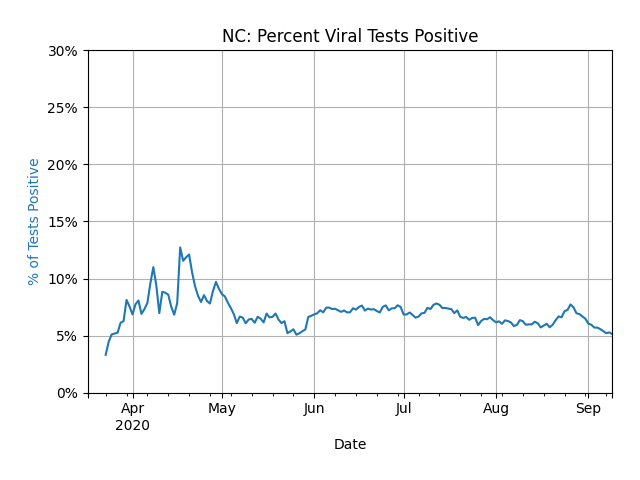 NC: Percent Viral Tests Positive
30%
25%
20%
15%
10%
5%
0%
% of Tests Positive
Apr
2020
May
Jun
Jul
Aug
Sep
Date